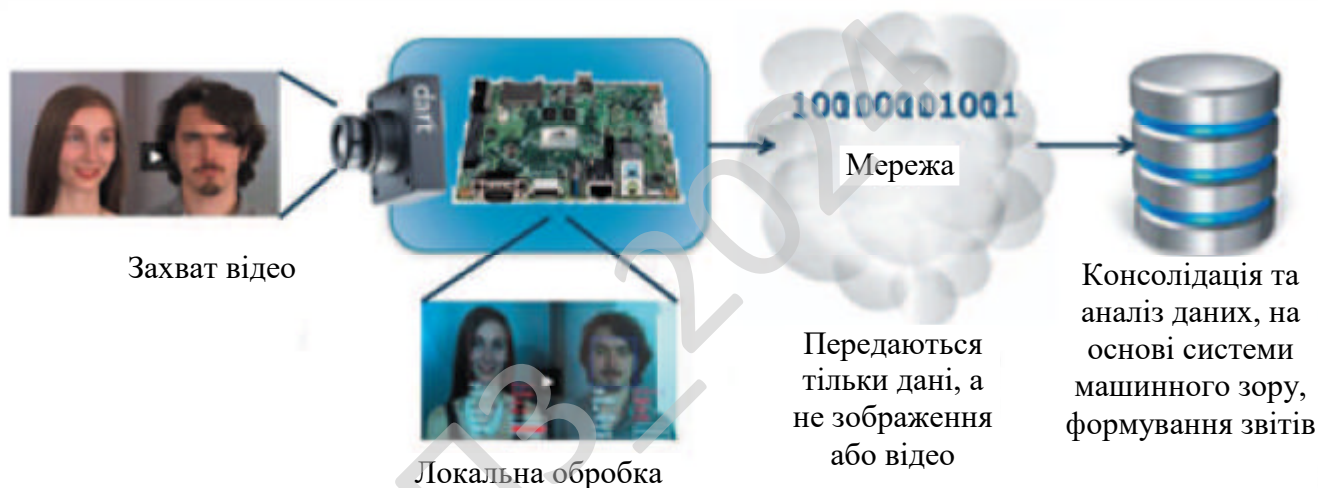 dart
10000001001
Мережа
Захват відео
Локальна обробка
Передаються
тільки дані, а
не зображення
або відео
Консолідація та
аналіз даних, на
основі системи
машинного зору,
формування звітів